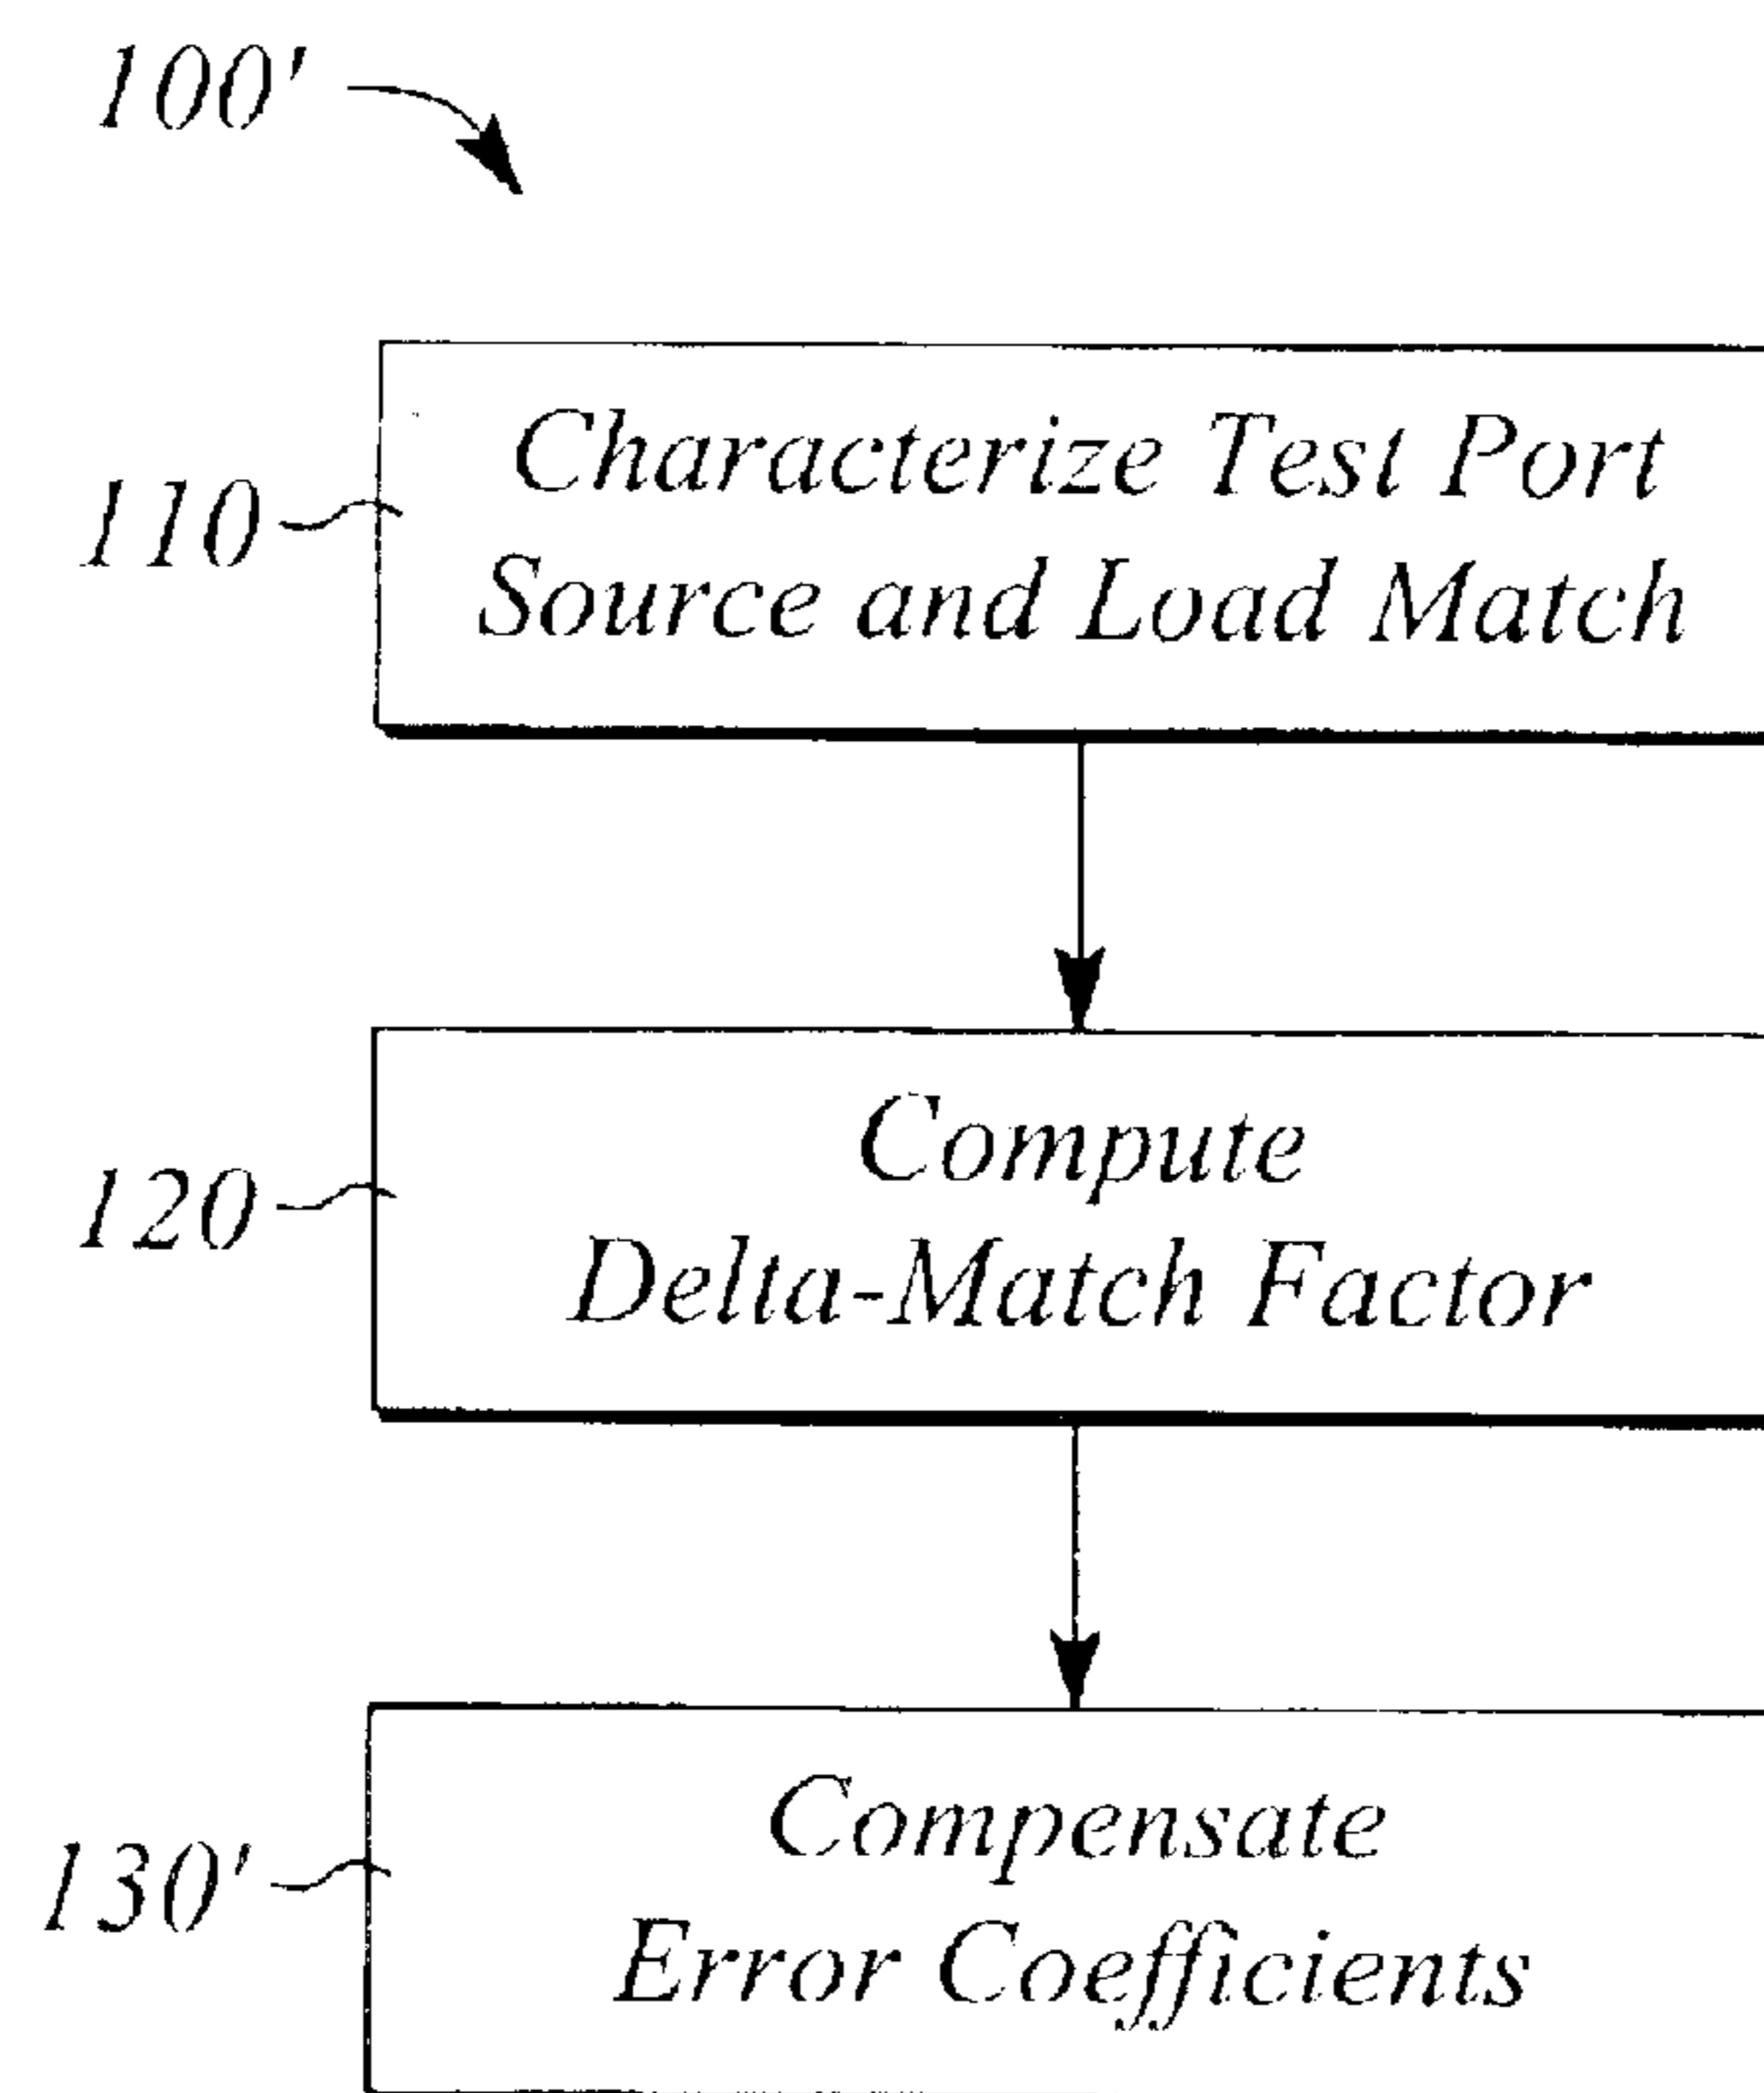 100'
110
Characterize Test Port
Source and Load Match
120
Compute
Delta-Match Factor
130'
Compensate
Error Coefficients